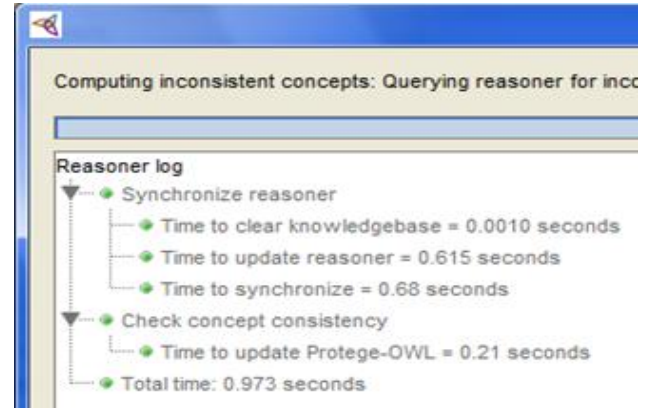 Computing inconsistent concepts: Querying reasoner for inco
Reasoner log
Synchronize reasoner
Time to clear knowledgebase = 0.0010 seconds
Time to update reasoner = 0.615 seconds
Time to synchronize = 0.68 seconds
Check concept consistency
Time to update Protege-OWL = 0.21 seconds
Total time: 0.973 seconds